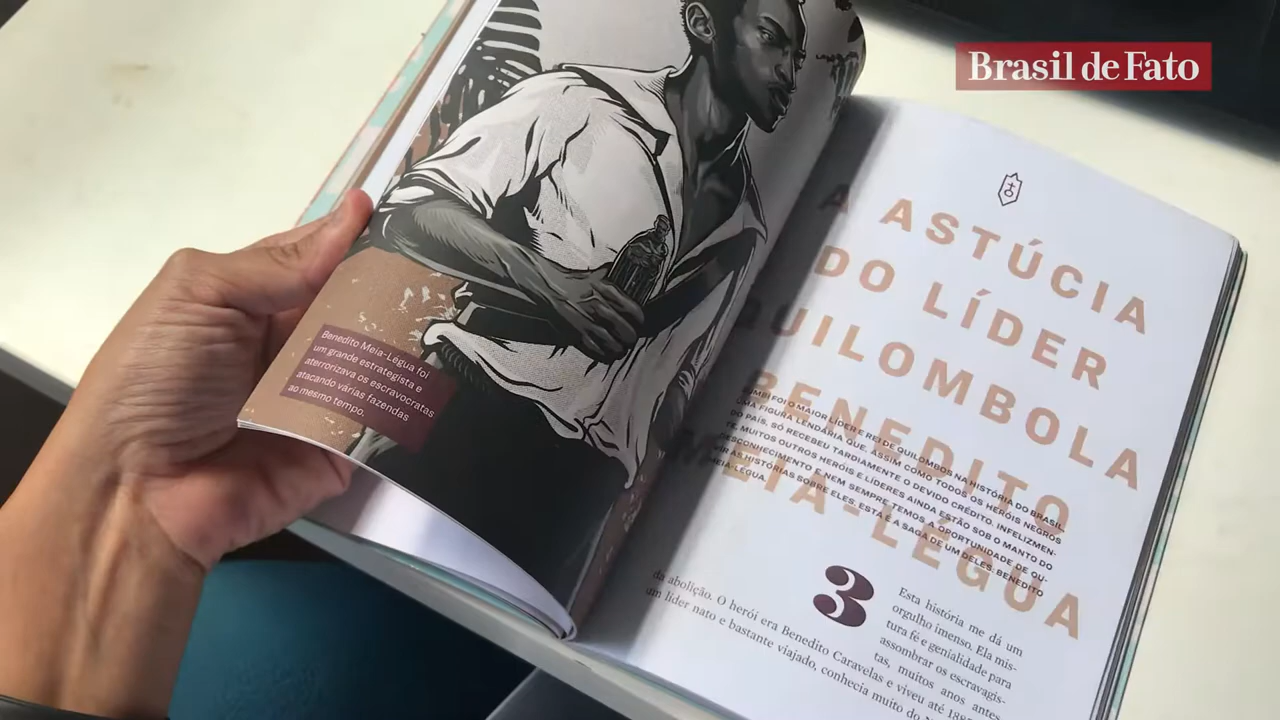 Brasil de Fato
Benedito Meia-Légua foi
um grande estrategista e
aterrorizava os escravocratas
atacando várias fazendas
ao mesmo tempo.
A ASTÚCIA
DO LÍDER
QUILOMBOLA
BENEDITO
MEIA-LÉGUA
FOI O MAIOR LÍDER E REI DE QUILOMBOS NA HISTÓRIA DO BRASIL,
UMA FIGURA LENDÁRIA QUE, ASSIM COMO TODOS OS HERÓIS NEGROS
DO PAÍS, SÓ RECEBEU TARDIAMENTE O DEVIDO CRÉDITO. INFELIZMEN-
TE, MUITOS OUTROS HERÓIS E LÍDERES AINDA ESTÃO SOB O MANTO DO
DESCONHECIMENTO E NEM SEMPRE TEMOS A OPORTUNIDADE DE OU-
VIR AS HISTÓRIAS SOBRE ELES. ESTA É A SAGA DE UM DELES: BENEDITO
MEIA-LÉGUA.
3
Esta história me dá um
orgulho imenso. Ela mis-
tura fé e genialidade para
assombrar os escravagis-
tas, muitos anos antes
da abolição. O herói era Benedito Caravelas e viveu até
um líder nato e bastante viajado, conhecia muito do